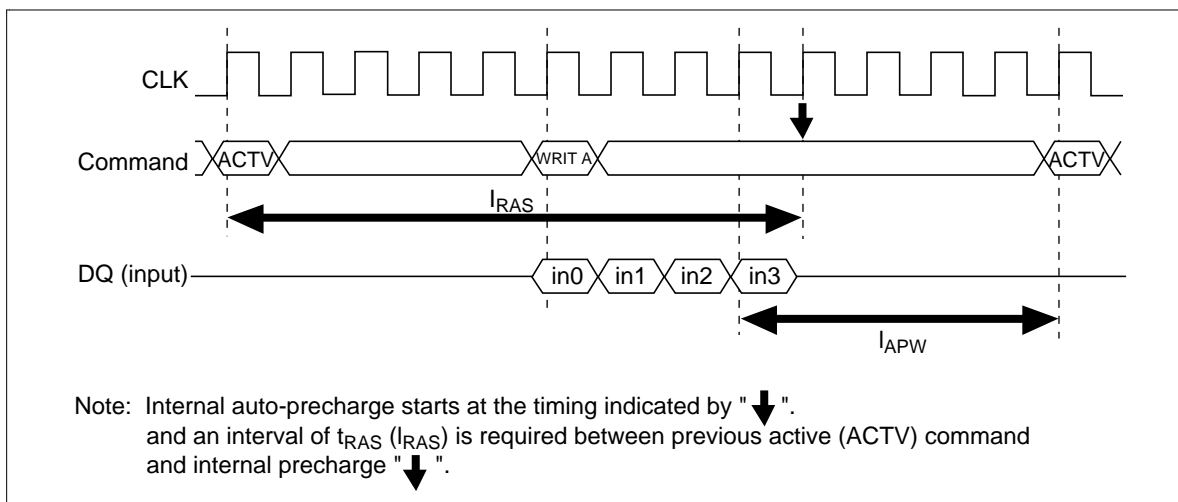 CLK
Command ACTV WRIT A ACTV
lRAS
DQ (input) in0 in1 in2 in3
lAPW
Note: Internal auto-precharge starts at the timing indicated by " ".
and an interval of tRAS (lRAS) is required between previous active (ACTV) command
and internal precharge " ".